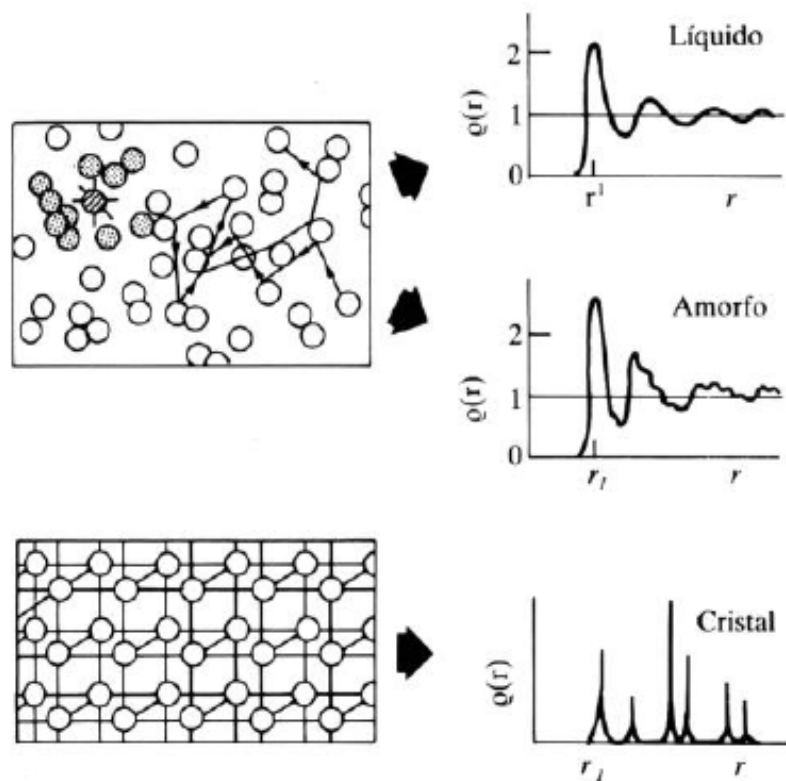 Líquido
2
1
0
ϱ(r)
r¹
r
Amorfo
2
1
0
ϱ(r)
r₁
r
Cristal
ϱ(r)
r₁
r